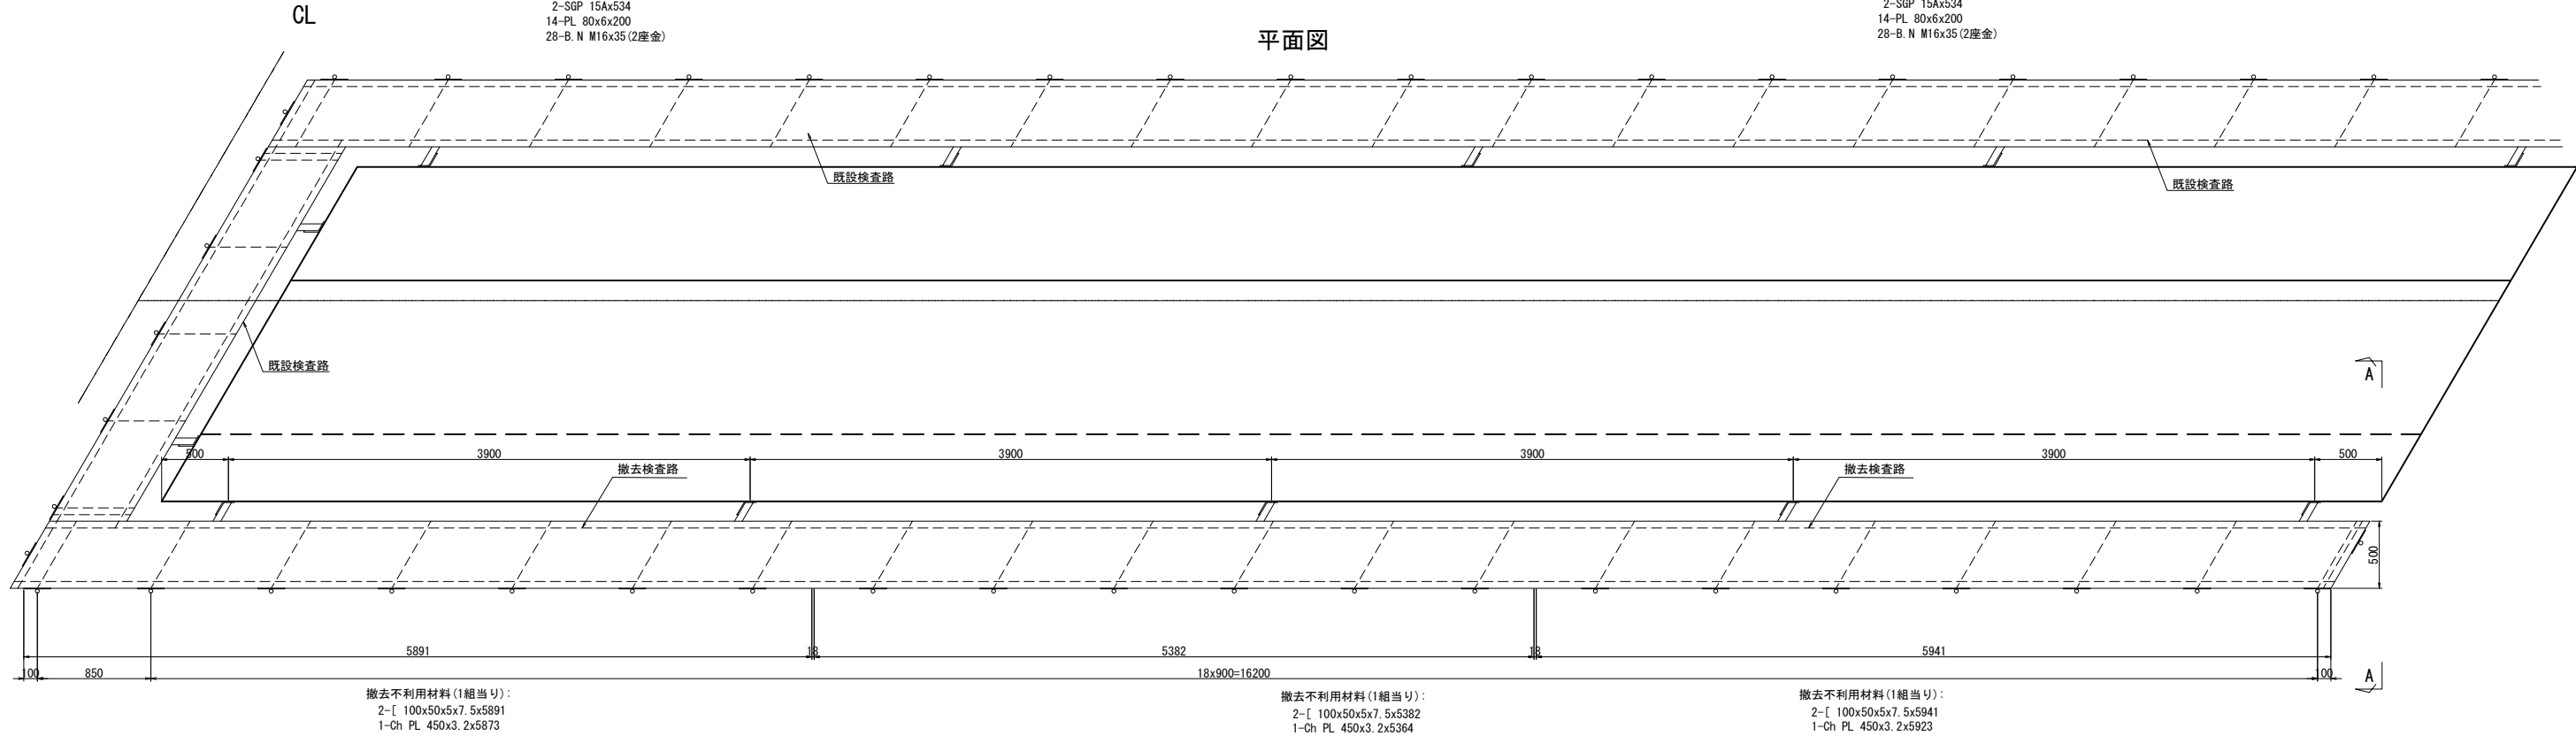 CL
2-SGP 15Ax534
14-PL 80x6x200
28-B.N M16x35(2座金)
平面図
2-SGP 15Ax534
14-PL 80x6x200
28-B.N M16x35(2座金)
既設検査路
既設検査路
既設検査路
A
500
3900
3900
3900
3900
500
撤去検査路
撤去検査路
500
5891
18
5382
18
5941
100
850
18x900=16200
100
A
撤去不利用材料(1組当り):
2-[ 100x50x5x7.5x5891
1-Ch PL 450x3.2x5873
撤去不利用材料(1組当り):
2-[ 100x50x5x7.5x5382
1-Ch PL 450x3.2x5364
撤去不利用材料(1組当り):
2-[ 100x50x5x7.5x5941
1-Ch PL 450x3.2x5923